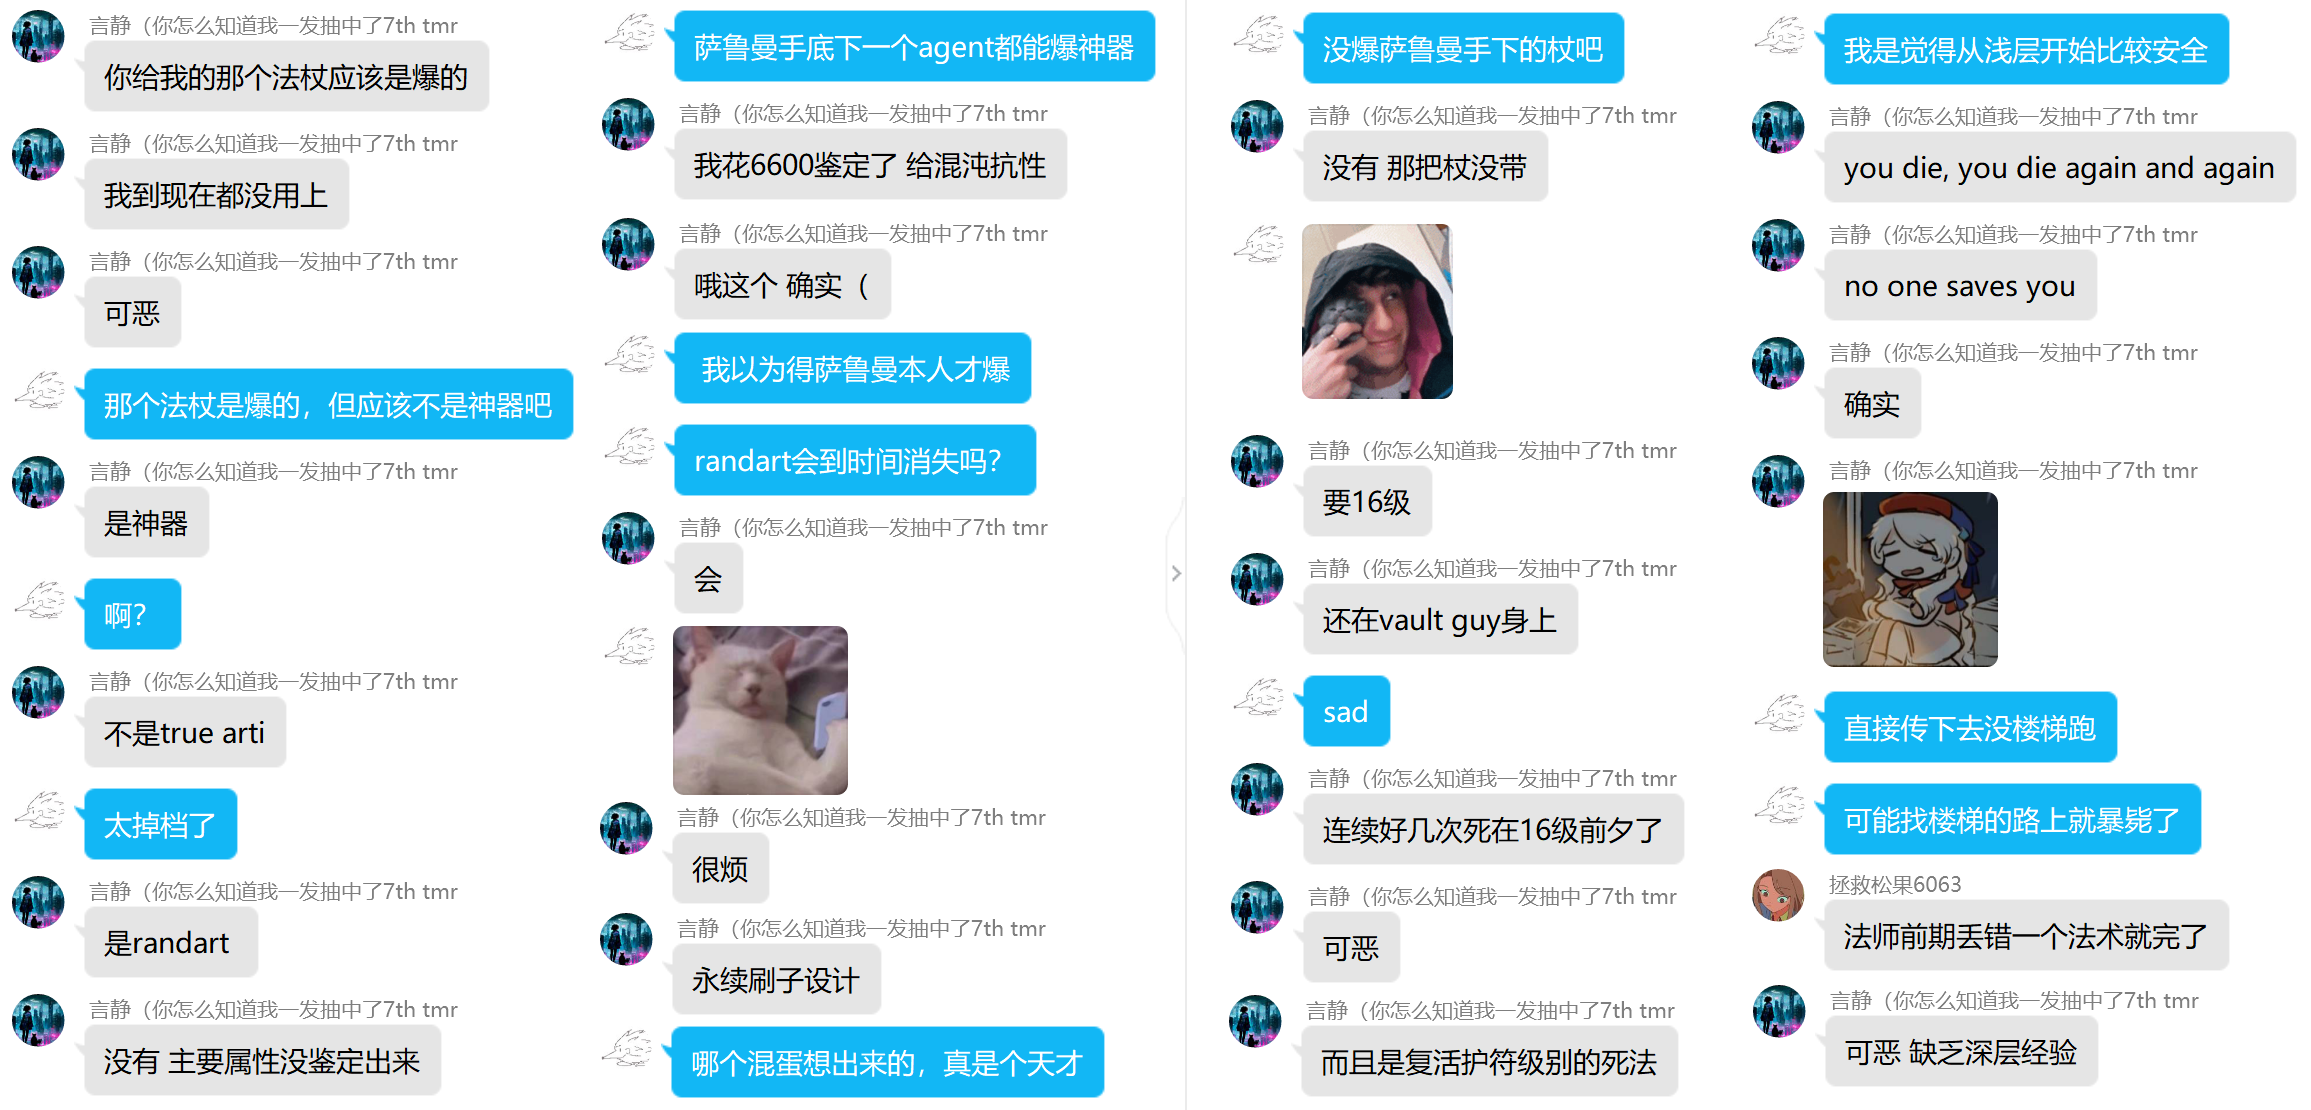 言静（你怎么知道我一发抽中了7th tmr
你给我的那个法杖应该是爆的
言静（你怎么知道我一发抽中了7th tmr
我到现在都没用上
言静（你怎么知道我一发抽中了7th tmr
可恶
那个法杖是爆的，但应该不是神器吧
言静（你怎么知道我一发抽中了7th tmr
是神器
啊？
言静（你怎么知道我一发抽中了7th tmr
不是true arti
太掉档了
言静（你怎么知道我一发抽中了7th tmr
是randart
言静（你怎么知道我一发抽中了7th tmr
没有 主要属性没鉴定出来
萨鲁曼手底下一个agent都能爆神器
言静（你怎么知道我一发抽中了7th tmr
我花6600鉴定了 给混沌抗性
言静（你怎么知道我一发抽中了7th tmr
哦这个 确实（
我以为得萨鲁曼本人才爆
randart会到时间消失吗？
言静（你怎么知道我一发抽中了7th tmr
会
言静（你怎么知道我一发抽中了7th tmr
很烦
言静（你怎么知道我一发抽中了7th tmr
永续刷子设计
哪个混蛋想出来的，真是个天才
没爆萨鲁曼手下的杖吧
言静（你怎么知道我一发抽中了7th tmr
没有 那把杖没带
言静（你怎么知道我一发抽中了7th tmr
要16级
言静（你怎么知道我一发抽中了7th tmr
还在vault guy身上
sad
言静（你怎么知道我一发抽中了7th tmr
连续好几次死在16级前夕了
言静（你怎么知道我一发抽中了7th tmr
可恶
言静（你怎么知道我一发抽中了7th tmr
而且是复活护符级别的死法
我是觉得从浅层开始比较安全
言静（你怎么知道我一发抽中了7th tmr
you die, you die again and again
言静（你怎么知道我一发抽中了7th tmr
no one saves you
言静（你怎么知道我一发抽中了7th tmr
确实
言静（你怎么知道我一发抽中了7th tmr
直接传下去没楼梯跑
可能找楼梯的路上就暴毙了
拯救松果6063
法师前期丢错一个法术就完了
言静（你怎么知道我一发抽中了7th tmr
可恶 缺乏深层经验